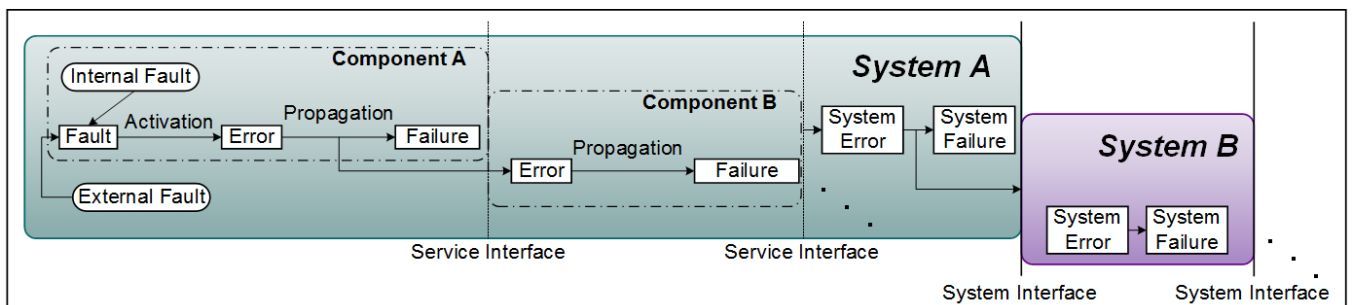 Component A
System A
Internal Fault
Component B
Activation
Propagation
Fault
Error
Failure
System
Error
System
Failure
System B
Propagation
Error
Failure
External Fault
System
Error
System
Failure
Service Interface
Service Interface
System Interface
System Interface